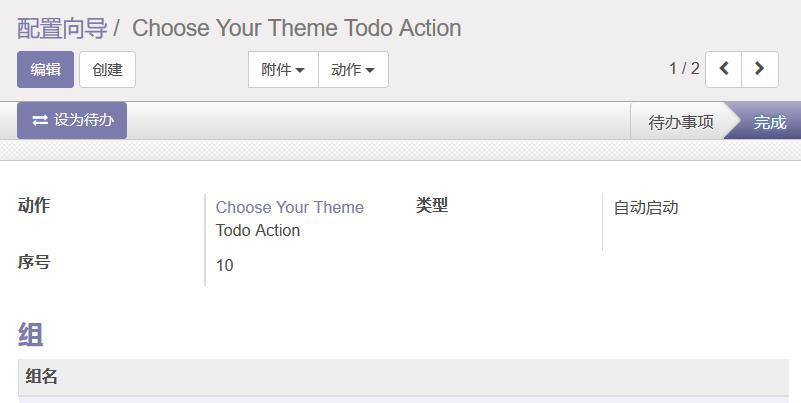 配置向导 / Choose Your Theme Todo Action
编辑 创建 附件 动作 1 / 2
设为待办 待办事项 完成
动作 Choose Your Theme 类型 自动启动
Todo Action
序号 10
组
组名